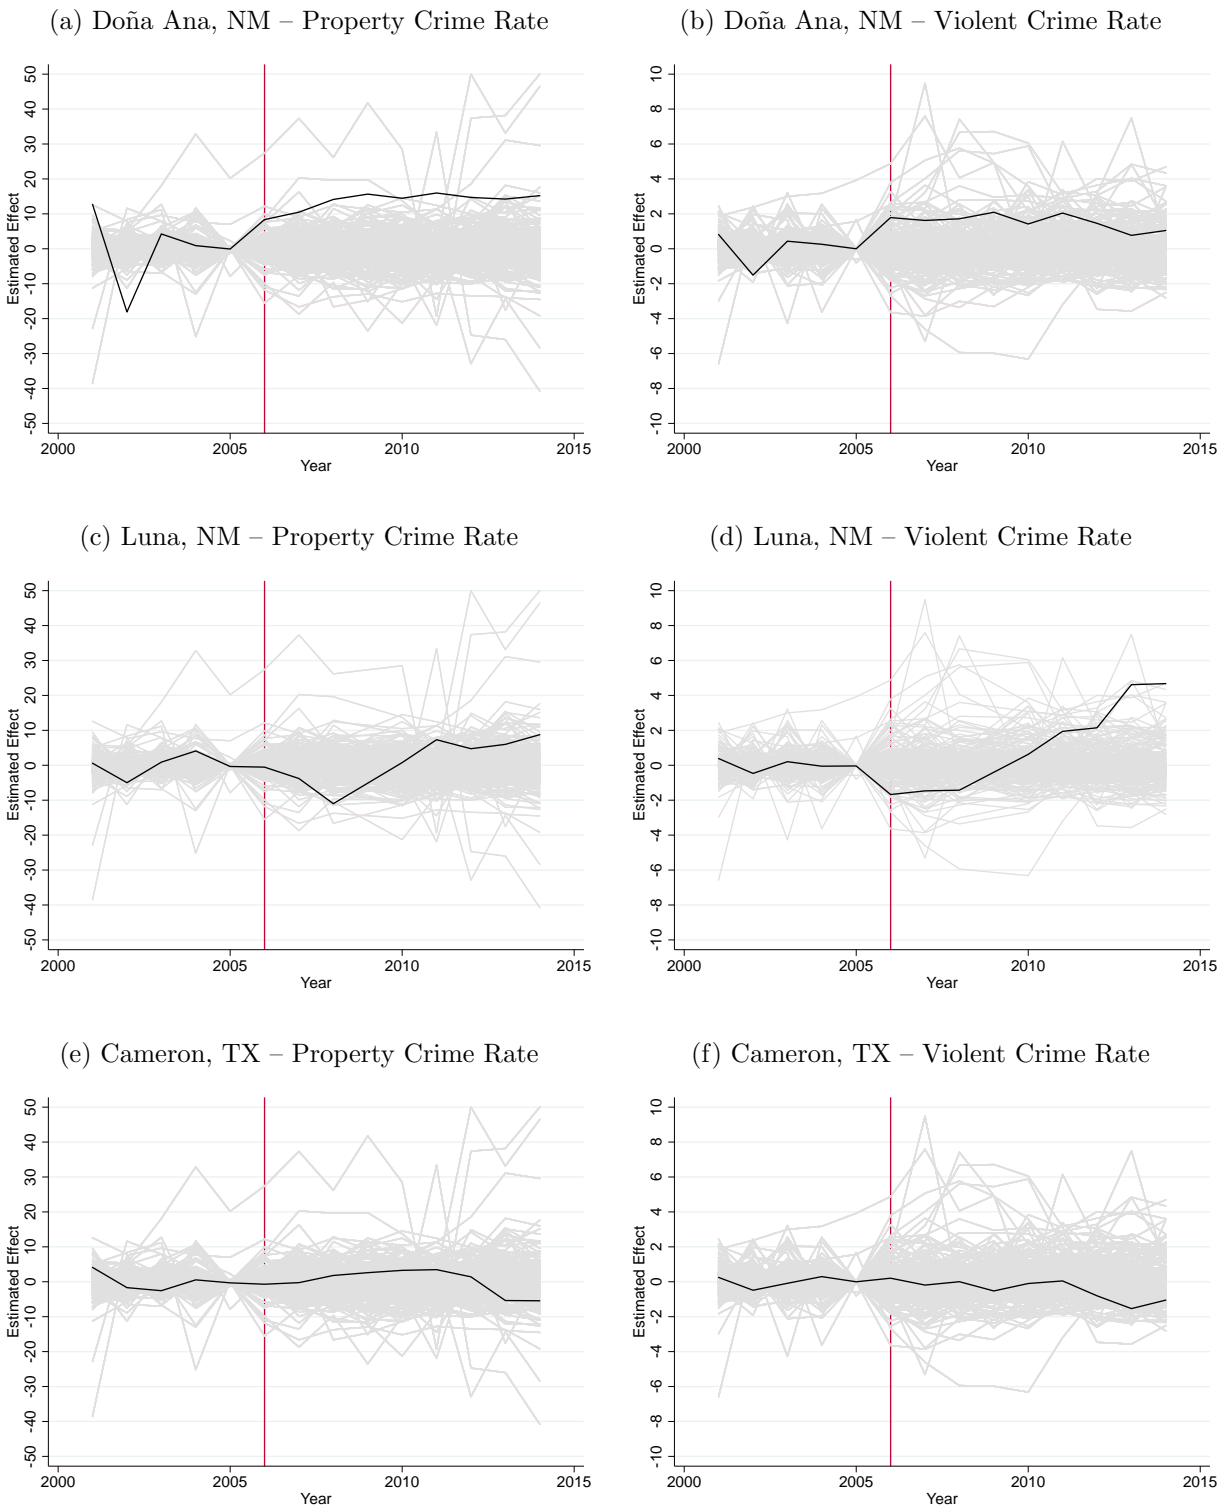 (a) Doña Ana, NM – Property Crime Rate
Estimated Effect
50
40
30
20
10
0
-10
-20
-30
-40
-50
2000 2005 2010 2015
Year
(b) Doña Ana, NM – Violent Crime Rate
Estimated Effect
10
8
6
4
2
0
-2
-4
-6
-8
-10
2000 2005 2010 2015
Year
(c) Luna, NM – Property Crime Rate
Estimated Effect
50
40
30
20
10
0
-10
-20
-30
-40
-50
2000 2005 2010 2015
Year
(d) Luna, NM – Violent Crime Rate
Estimated Effect
10
8
6
4
2
0
-2
-4
-6
-8
-10
2000 2005 2010 2015
Year
(e) Cameron, TX – Property Crime Rate
Estimated Effect
50
40
30
20
10
0
-10
-20
-30
-40
-50
2000 2005 2010 2015
Year
(f) Cameron, TX – Violent Crime Rate
Estimated Effect
10
8
6
4
2
0
-2
-4
-6
-8
-10
2000 2005 2010 2015
Year